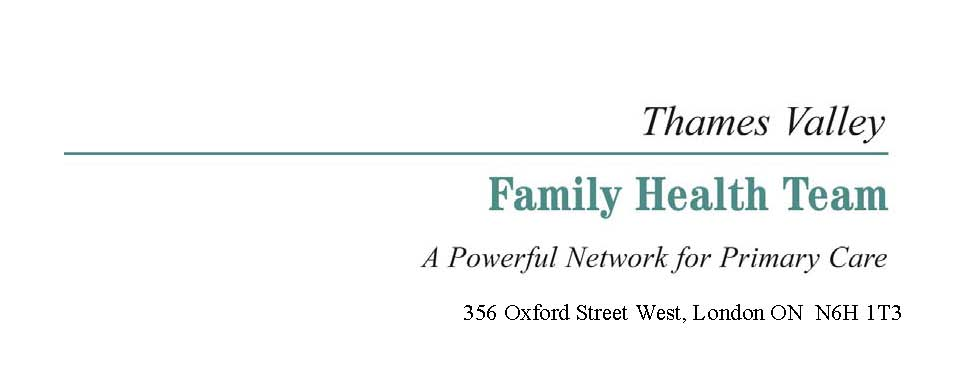 Thames Valley
Family Health Team
A Powerful Network for Primary Care
356 Oxford Street West, London ON  N6H 1T3